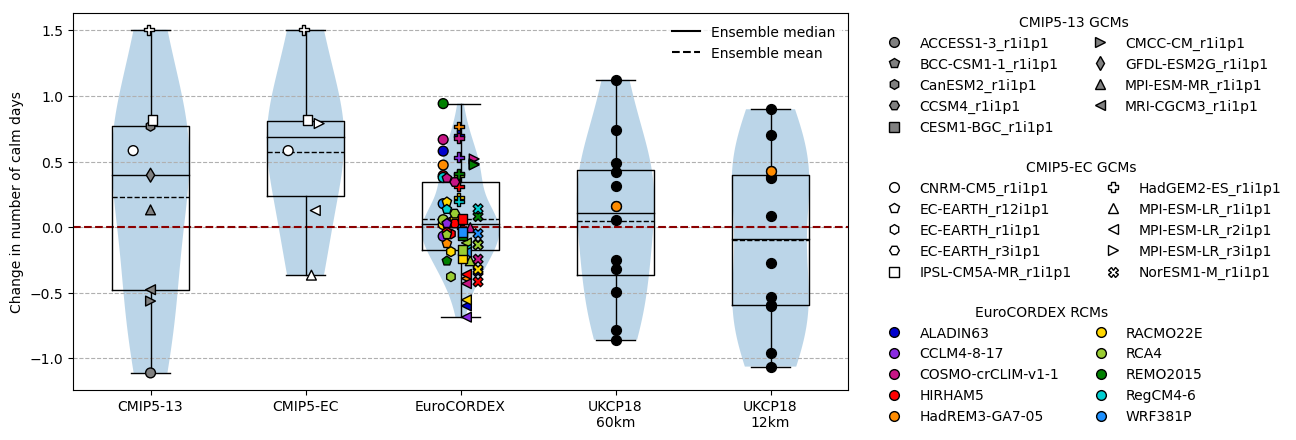 Change in number of calm days
1.5
1.0
0.5
0.0
−0.5
−1.0
Ensemble median
Ensemble mean
CMIP5-13
CMIP5-EC
EuroCORDEX
UKCP18
60km
UKCP18
12km
CMIP5-13 GCMs
ACCESS1-3_r1i1p1
BCC-CSM1-1_r1i1p1
CanESM2_r1i1p1
CCSM4_r1i1p1
CESM1-BGC_r1i1p1
CMCC-CM_r1i1p1
GFDL-ESM2G_r1i1p1
MPI-ESM-MR_r1i1p1
MRI-CGCM3_r1i1p1
CMIP5-EC GCMs
CNRM-CM5_r1i1p1
EC-EARTH_r12i1p1
EC-EARTH_r1i1p1
EC-EARTH_r3i1p1
IPSL-CM5A-MR_r1i1p1
HadGEM2-ES_r1i1p1
MPI-ESM-LR_r1i1p1
MPI-ESM-LR_r2i1p1
MPI-ESM-LR_r3i1p1
NorESM1-M_r1i1p1
EuroCORDEX RCMs
ALADIN63
CCLM4-8-17
COSMO-crCLIM-v1-1
HIRHAM5
HadREM3-GA7-05
RACMO22E
RCA4
REMO2015
RegCM4-6
WRF381P